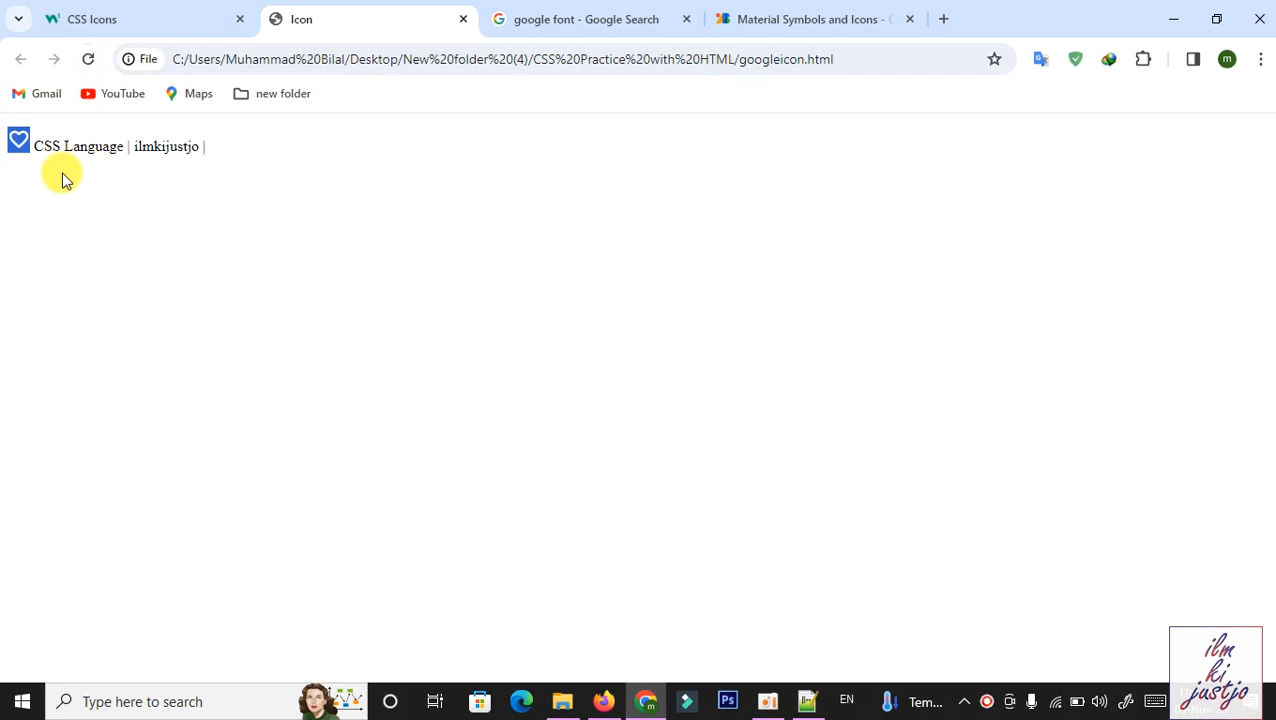 CSS Icons
Icon
google font - Google Search
Material Symbols and Icons -
File
C:/Users/Muhammad%20Bilal/Desktop/New%20folder%20(4)/CSS%20Practice%20with%20HTML/googleicon.html
m
Gmail
YouTube
Maps
new folder
CSS Language | ilmkijustjo |
ilm
ki
justjo
Type here to search
Ps
EN
Tem...